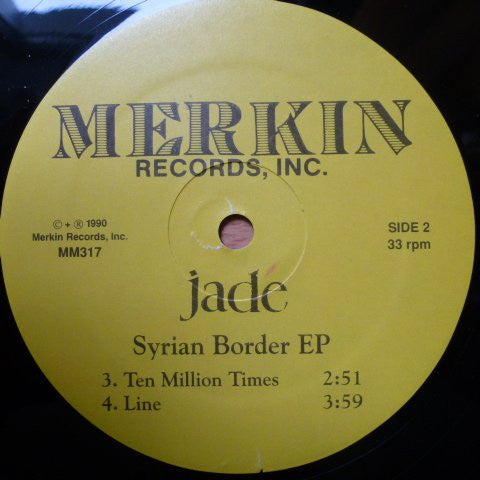 MERKIN
RECORDS, INC.
© + ® 1990
Merkin Records, Inc.
MM317
SIDE 2
33 rpm
jade
Syrian Border EP
3. Ten Million Times 2:51
4. Line 3:59